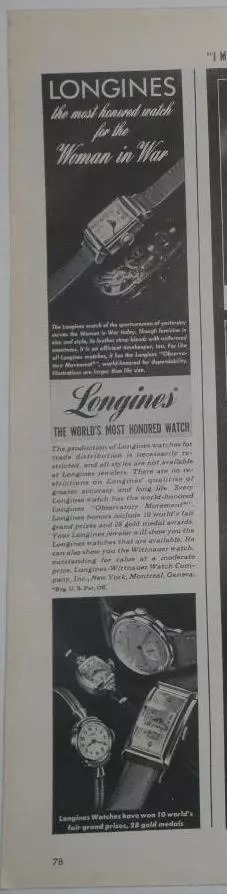 "I M
LONGINES
the most honored watch
for the
Woman in War
The Longines watch of the sportswoman of yesterday
serves the Woman in War today. Though feminine in
size and style, its leather strap blends with uniformed
smartness. It is an efficient timekeeper, too. For like
all Longines watches, it has the Longines "Observa-
tory Movement*", world-honored for dependability.
Illustrations are larger than life size.
Longines
THE WORLD'S MOST HONORED WATCH
The production of Longines watches for
trade distribution is necessarily re-
stricted, and all styles are not available
at Longines jewelers. There are no re-
strictions on Longines' qualities of
greater accuracy and long life. Every
Longines watch has the world-honored
Longines "Observatory Movement*".
Longines honors include 10 world's fair
grand prizes and 28 gold medal awards.
Your Longines jeweler will show you the
Longines watches that are available. He
can also show you the Wittnauer watch,
outstanding for value at a moderate
price. Longines-Wittnauer Watch Com-
pany, Inc., New York, Montreal, Geneva.
*Reg. U. S. Pat. Off.
Longines Watches have won 10 world's
fair grand prizes, 28 gold medals
78